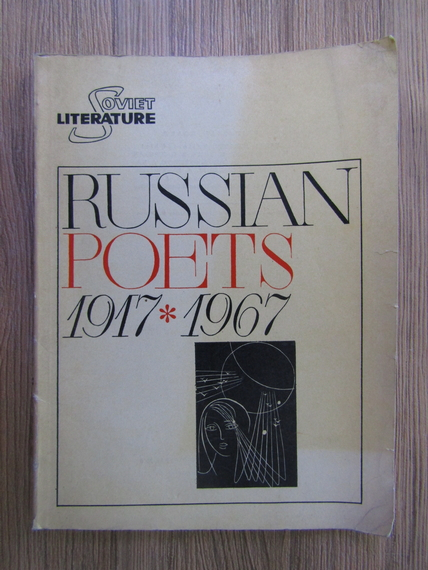 SOVIET
LITERATURE
RUSSIAN
POETS
1917*1967